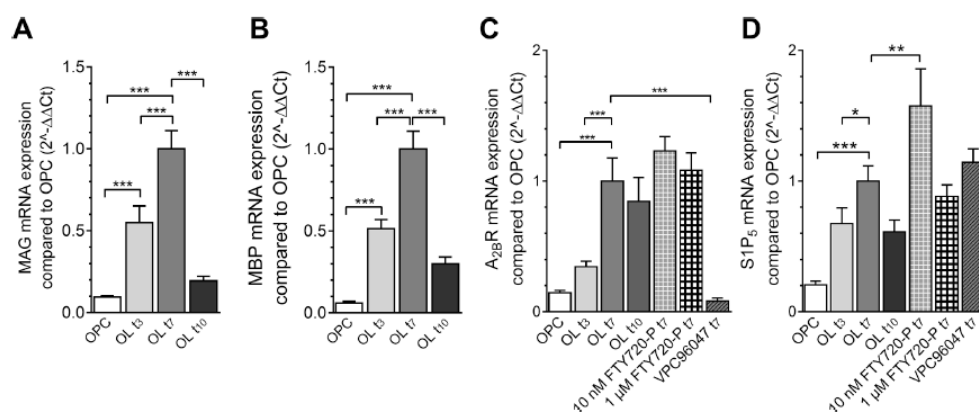 A
MAG mRNA expression
compared to OPC (2^-ΔΔCt)
1.5
1.0
0.5
0.0
***
***
***
***
OPC
OL t3
OL t7
OL t10
B
MBP mRNA expression
compared to OPC (2^-ΔΔCt)
1.5
1.0
0.5
0.0
***
***
***
***
OPC
OL t3
OL t7
OL t10
C
A2BR mRNA expression
compared to OPC (2^-ΔΔCt)
2
1
0
***
***
***
OPC
OL t3
OL t7
OL t10
10 nM FTY720-P t7
1 µM FTY720-P t7
VPC96047 t7
D
S1P5 mRNA expression
compared to OPC (2^-ΔΔCt)
2
1
0
**
*
***
OPC
OL t3
OL t7
OL t10
10 nM FTY720-P t7
1 µM FTY720-P t7
VPC96047 t7